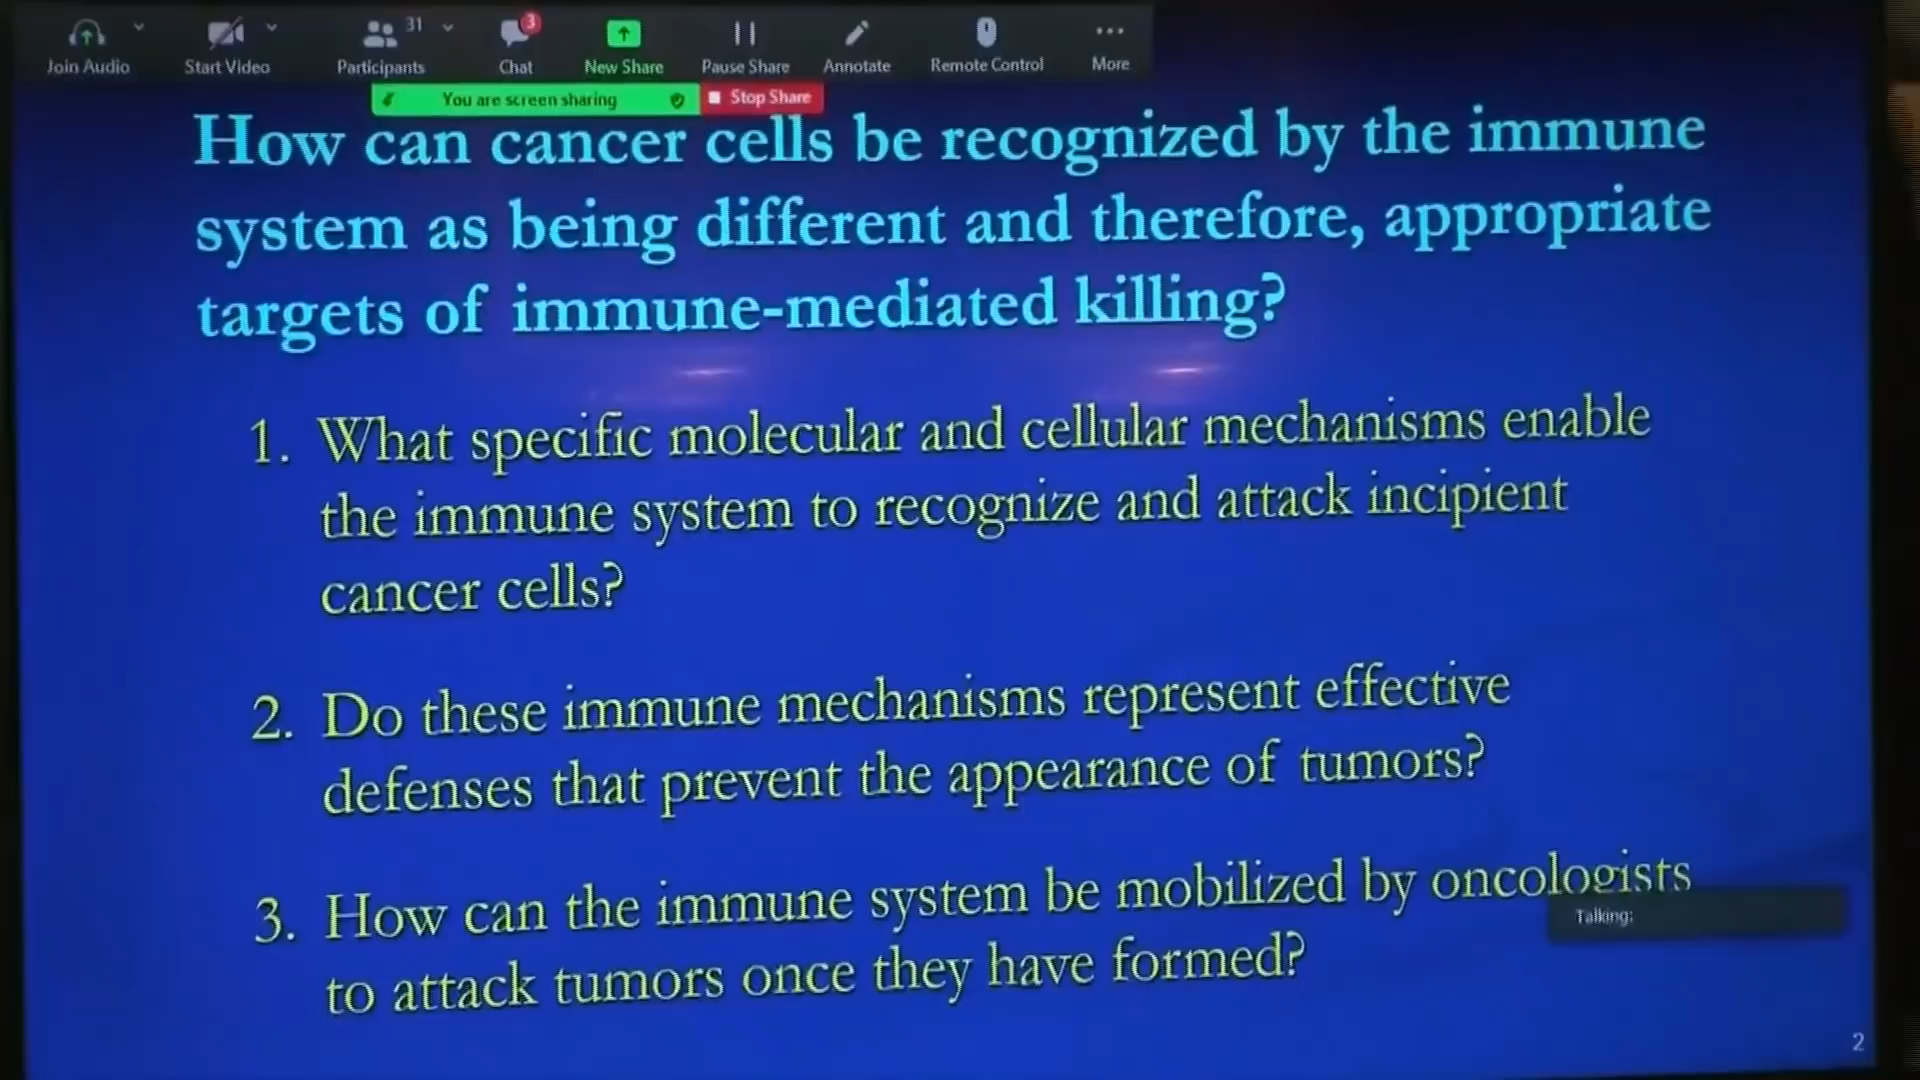 Join Audio
Start Video
Participants
31
Chat
3
New Share
Pause Share
Annotate
Remote Control
More
You are screen sharing
Stop Share
How can cancer cells be recognized by the immune
system as being different and therefore, appropriate
targets of immune-mediated killing?
1. What specific molecular and cellular mechanisms enable
the immune system to recognize and attack incipient
cancer cells?
2. Do these immune mechanisms represent effective
defenses that prevent the appearance of tumors?
3. How can the immune system be mobilized by oncologists
Talking:
to attack tumors once they have formed?
2